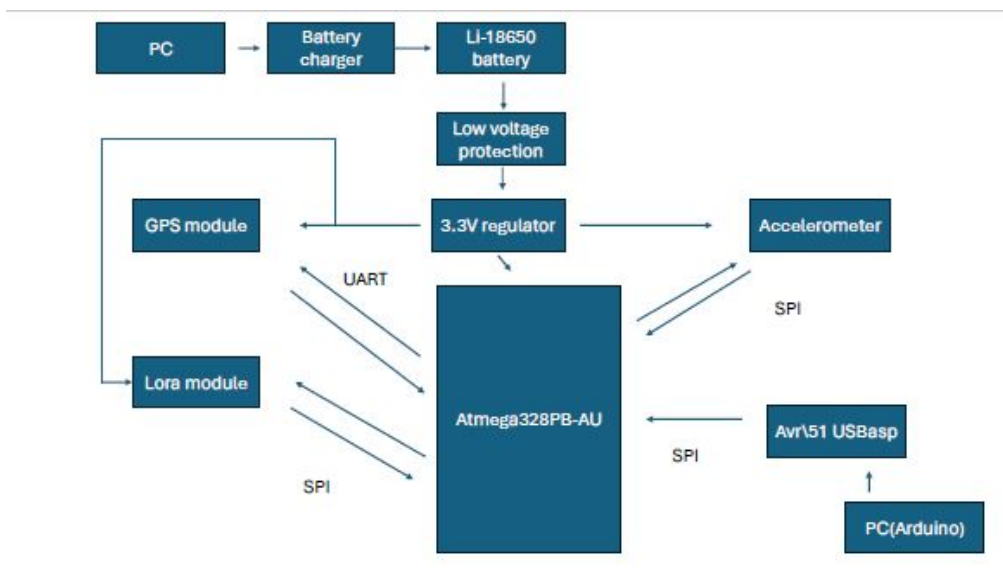 PC
Battery
charger
Li-18650
battery
Low voltage
protection
GPS module
3.3V regulator
Accelerometer
UART
SPI
Lora module
Atmega328PB-AU
Avr\51 USBasp
SPI
SPI
PC(Arduino)